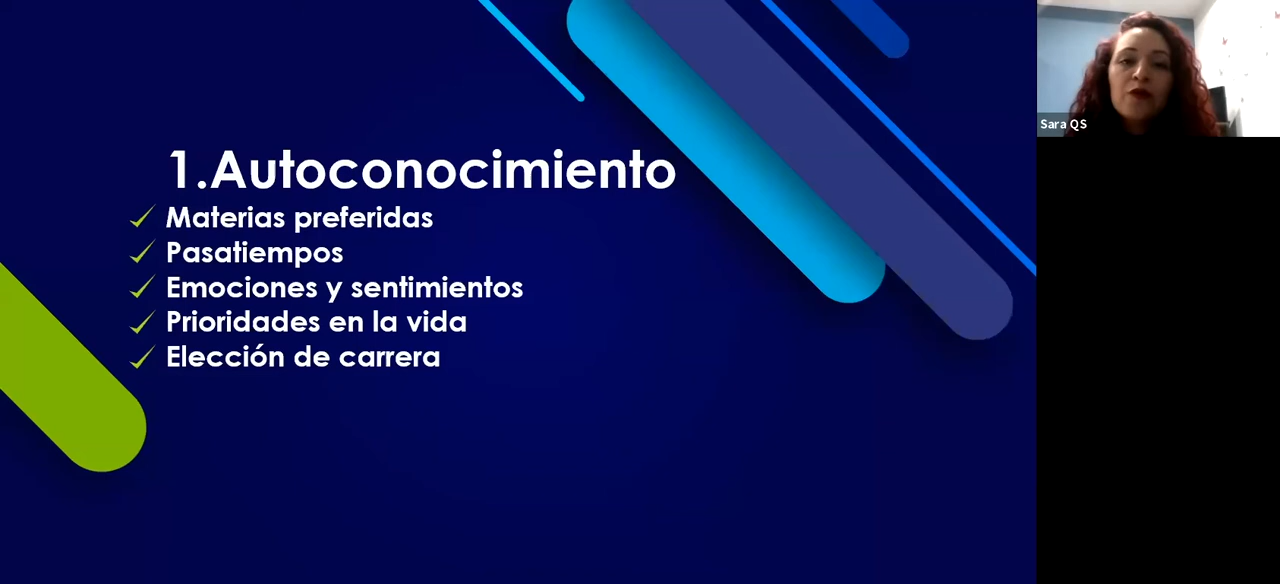 1.Autoconocimiento
Materias preferidas
Pasatiempos
Emociones y sentimientos
Prioridades en la vida
Elección de carrera
Sara QS